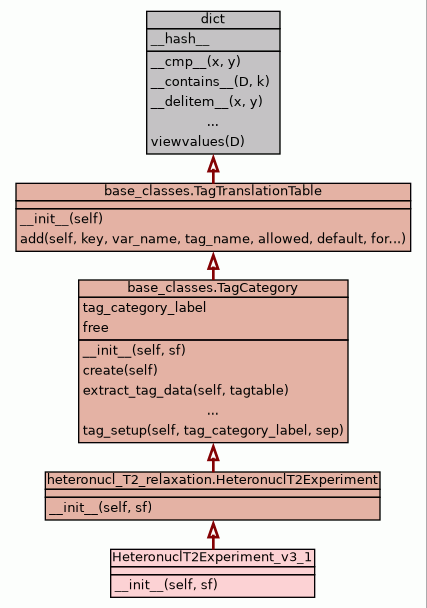 dict
__hash__
__cmp__(x, y)
__contains__(D, k)
__delitem__(x, y)
...
viewvalues(D)
base_classes.TagTranslationTable
__init__(self)
add(self, key, var_name, tag_name, allowed, default, for...)
base_classes.TagCategory
tag_category_label
free
__init__(self, sf)
create(self)
extract_tag_data(self, tagtable)
...
tag_setup(self, tag_category_label, sep)
heteronucl_T2_relaxation.HeteronuclT2Experiment
__init__(self, sf)
HeteronuclT2Experiment_v3_1
__init__(self, sf)